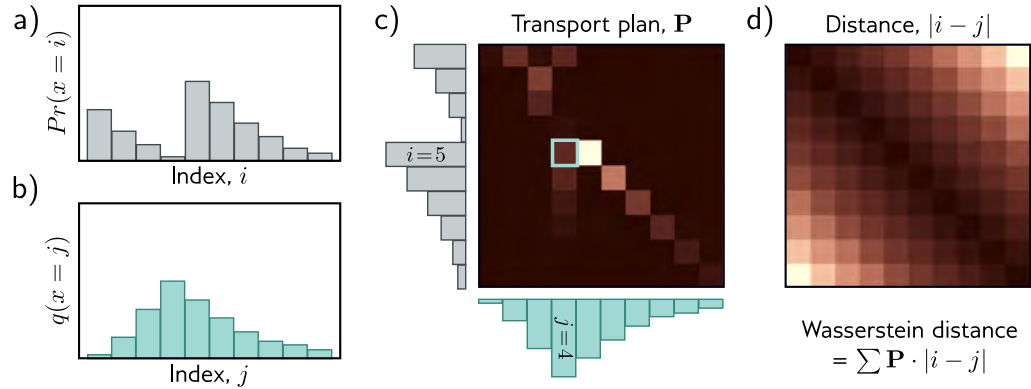 a)
Pr(x = i)
Index, i
b)
q(x = j)
Index, j
c)
Transport plan, P
i=5
j=4
d)
Distance, |i − j|
Wasserstein distance
= ∑ P · |i − j|